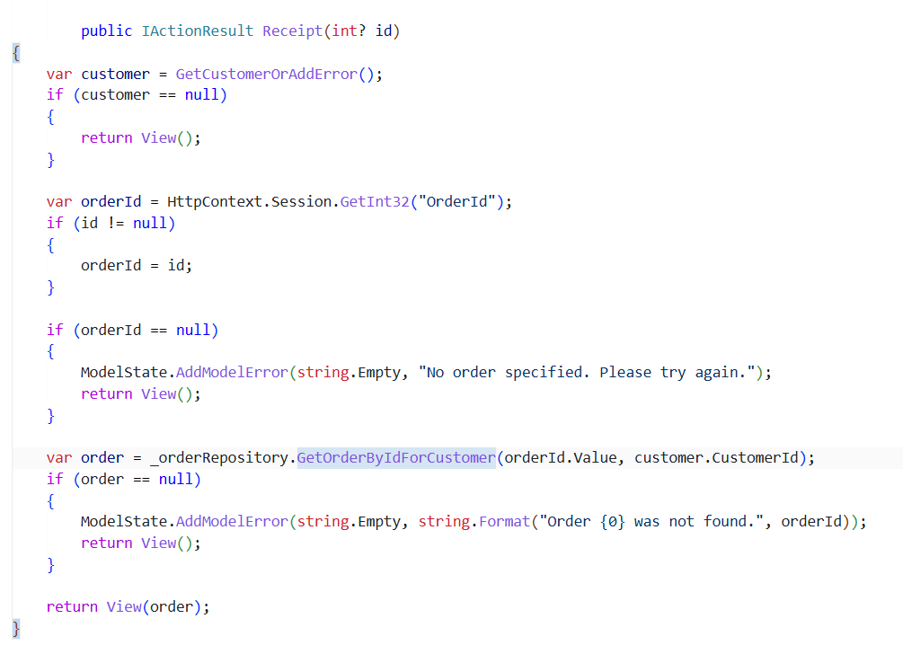 public IActionResult Receipt(int? id)
{
var customer = GetCustomerOrAddError();
if (customer == null)
{
return View();
}
var orderId = HttpContext.Session.GetInt32("OrderId");
if (id != null)
{
orderId = id;
}
if (orderId == null)
{
ModelState.AddModelError(string.Empty, "No order specified. Please try again.");
return View();
}
var order = _orderRepository.GetOrderByIdForCustomer(orderId.Value, customer.CustomerId);
if (order == null)
{
ModelState.AddModelError(string.Empty, string.Format("Order {0} was not found.", orderId));
return View();
}
return View(order);
}